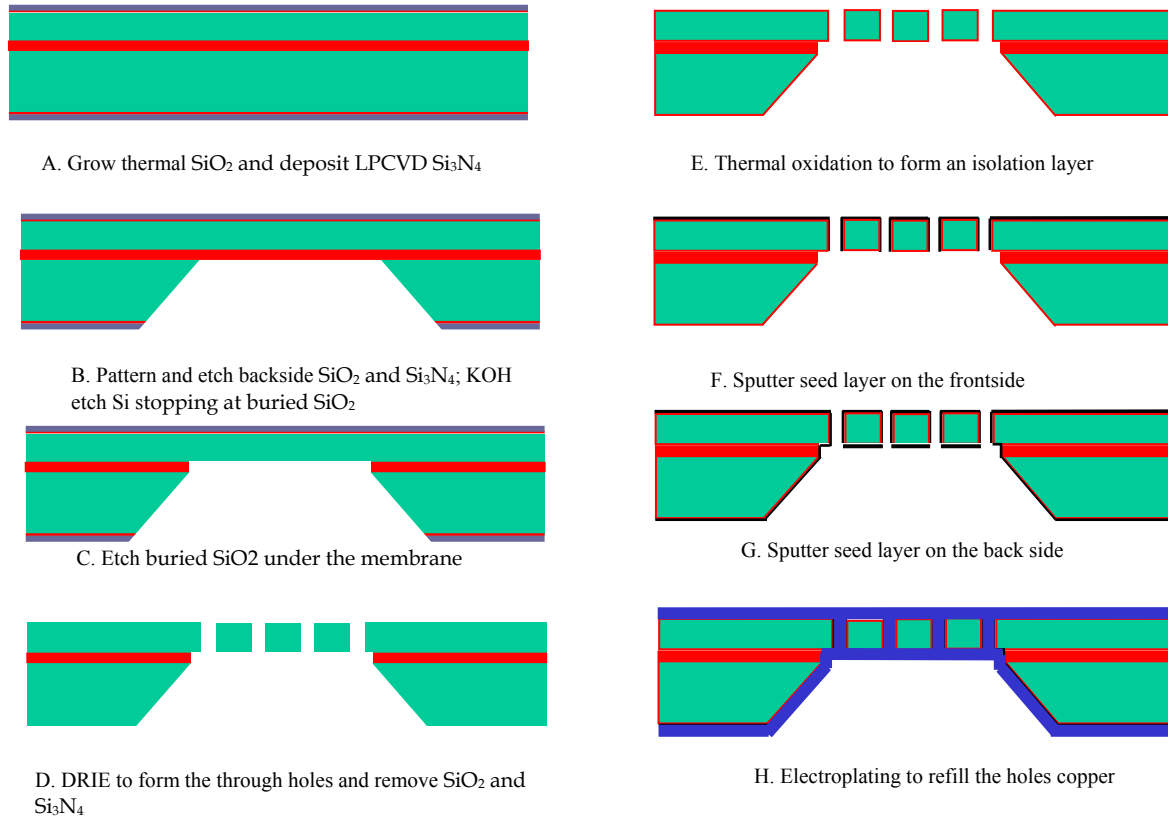 A. Grow thermal SiO₂ and deposit LPCVD Si₃N₄
B. Pattern and etch backside SiO₂ and Si₃N₄; KOH
etch Si stopping at buried SiO₂
C. Etch buried SiO2 under the membrane
D. DRIE to form the through holes and remove SiO₂ and
Si₃N₄
E. Thermal oxidation to form an isolation layer
F. Sputter seed layer on the frontside
G. Sputter seed layer on the back side
H. Electroplating to refill the holes copper